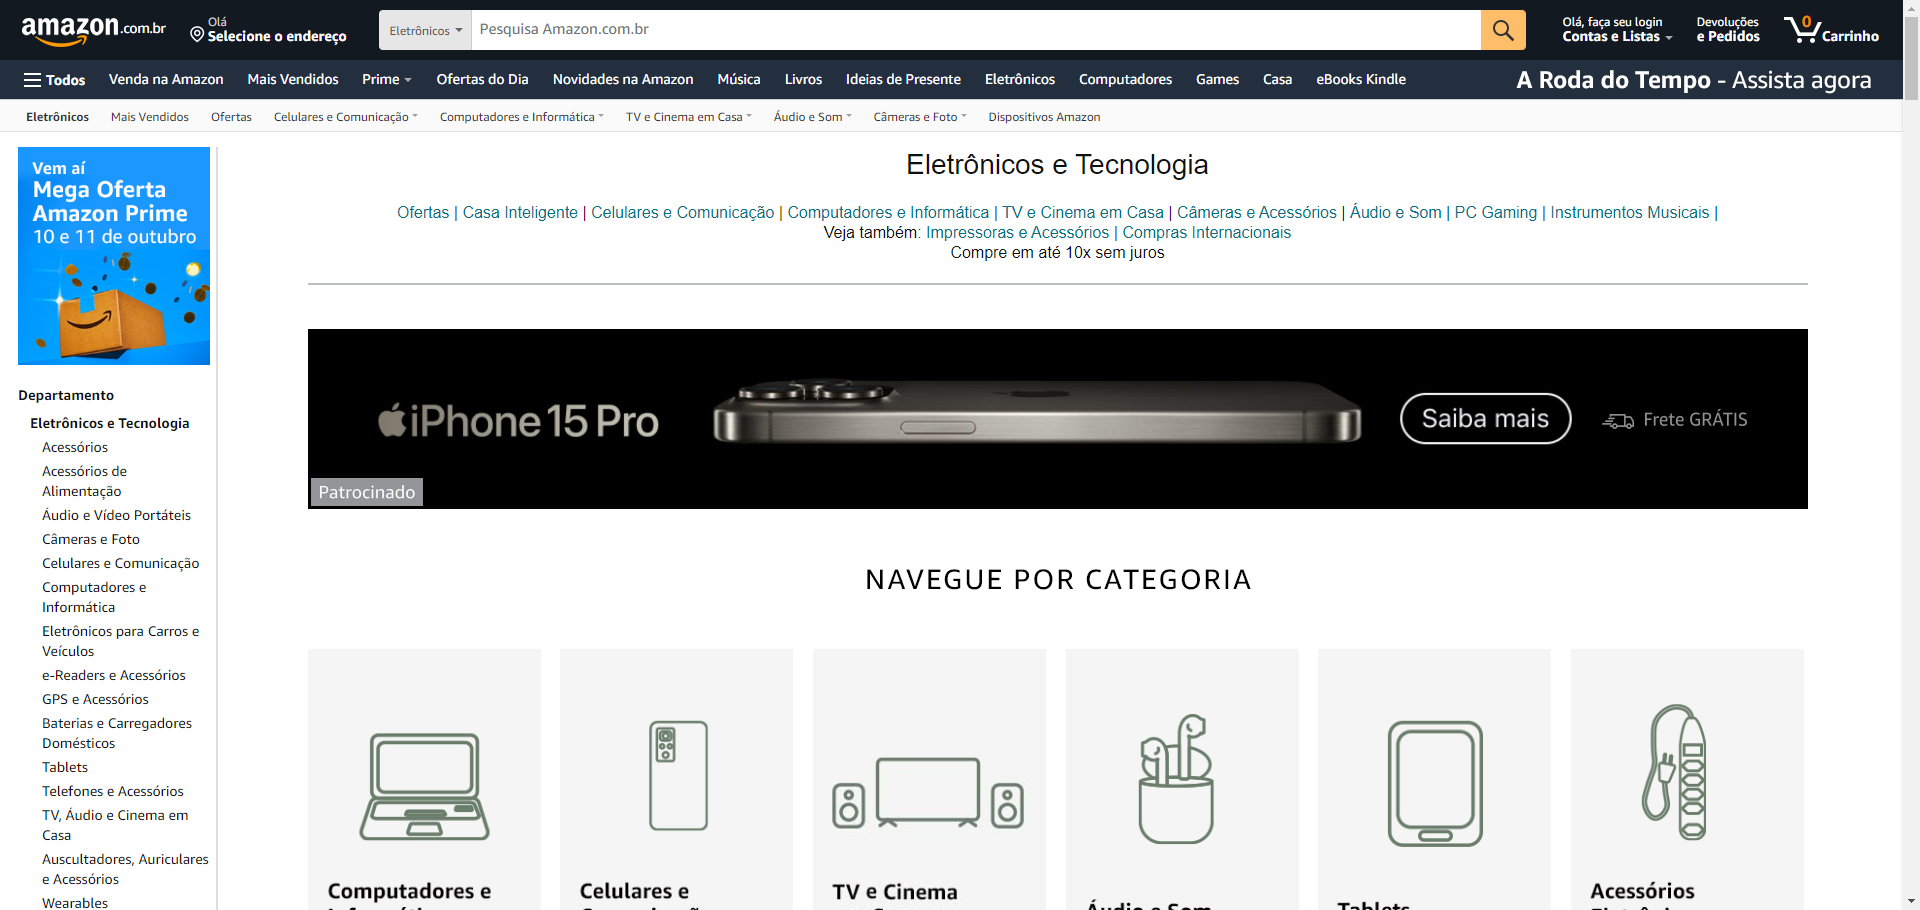 amazon.com.br
Olá
Selecione o endereço
Eletrônicos
Pesquisa Amazon.com.br
Olá, faça seu login
Contas e Listas
Devoluções
e Pedidos
0
Carrinho
Todos
Venda na Amazon
Mais Vendidos
Prime
Ofertas do Dia
Novidades na Amazon
Música
Livros
Ideias de Presente
Eletrônicos
Computadores
Games
Casa
eBooks Kindle
A Roda do Tempo - Assista agora
Eletrônicos
Mais Vendidos
Ofertas
Celulares e Comunicação
Computadores e Informática
TV e Cinema em Casa
Áudio e Som
Câmeras e Foto
Dispositivos Amazon
Vem aí
Mega Oferta
Amazon Prime
10 e 11 de outubro
Departamento
Eletrônicos e Tecnologia
Acessórios
Acessórios de
Alimentação
Áudio e Vídeo Portáteis
Câmeras e Foto
Celulares e Comunicação
Computadores e
Informática
Eletrônicos para Carros e
Veículos
e-Readers e Acessórios
GPS e Acessórios
Baterias e Carregadores
Domésticos
Tablets
Telefones e Acessórios
TV, Áudio e Cinema em
Casa
Auscultadores, Auriculares
e Acessórios
Wearables
Eletrônicos e Tecnologia
Ofertas | Casa Inteligente | Celulares e Comunicação | Computadores e Informática | TV e Cinema em Casa | Câmeras e Acessórios | Áudio e Som | PC Gaming | Instrumentos Musicais |
Veja também: Impressoras e Acessórios | Compras Internacionais
Compre em até 10x sem juros
iPhone 15 Pro
Saiba mais
Frete GRÁTIS
Patrocinado
NAVEGUE POR CATEGORIA
Computadores e
Celulares e
TV e Cinema
Áudio e Som
Tablets
Acessórios